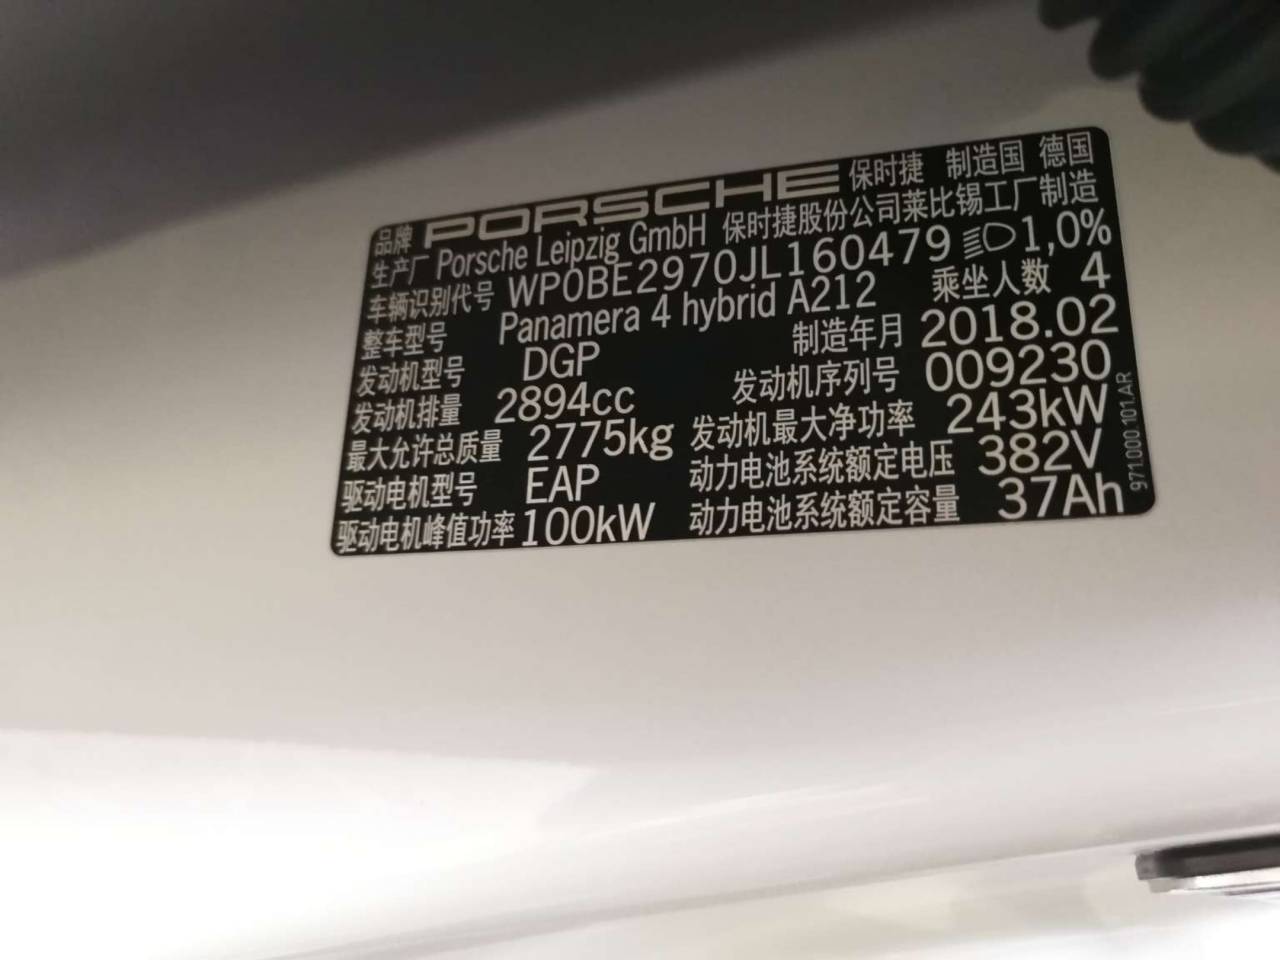 品牌 PORSCHE 保时捷 制造国 德国
生产厂 Porsche Leipzig GmbH 保时捷股份公司莱比锡工厂制造
车辆识别代号 WP0BE2970JL160479 1,0%
整车型号 Panamera 4 hybrid A212 乘坐人数 4
发动机型号 DGP 制造年月 2018.02
发动机排量 2894cc 发动机序列号 009230
最大允许总质量 2775kg 发动机最大净功率 243kW
驱动电机型号 EAP 动力电池系统额定电压 382V
驱动电机峰值功率 100kW 动力电池系统额定容量 37Ah
971.000.101.AR